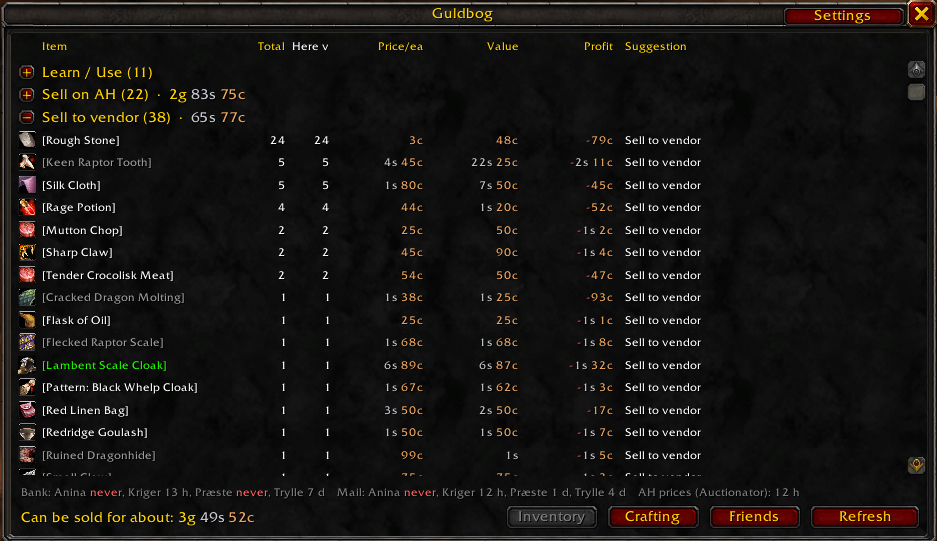 Guldbog
Settings
Item Total Here v Price/ea Value Profit Suggestion
Learn / Use (11)
Sell on AH (22) · 2g 83s 75c
Sell to vendor (38) · 65s 77c
[Rough Stone] 24 24 3c 48c -79c Sell to vendor
[Keen Raptor Tooth] 5 5 4s 45c 22s 25c -2s 11c Sell to vendor
[Silk Cloth] 5 5 1s 80c 7s 50c -45c Sell to vendor
[Rage Potion] 4 4 44c 1s 20c -52c Sell to vendor
[Mutton Chop] 2 2 25c 50c -1s 2c Sell to vendor
[Sharp Claw] 2 2 45c 90c -1s 4c Sell to vendor
[Tender Crocolisk Meat] 2 2 54c 50c -47c Sell to vendor
[Cracked Dragon Molting] 1 1 1s 38c 1s 25c -93c Sell to vendor
[Flask of Oil] 1 1 25c 25c -1s 1c Sell to vendor
[Flecked Raptor Scale] 1 1 1s 68c 1s 68c -1s 8c Sell to vendor
[Lambent Scale Cloak] 1 1 6s 89c 6s 87c -1s 32c Sell to vendor
[Pattern: Black Whelp Cloak] 1 1 1s 67c 1s 62c -1s 3c Sell to vendor
[Red Linen Bag] 1 1 3s 50c 2s 50c -17c Sell to vendor
[Redridge Goulash] 1 1 1s 50c 1s 50c -1s 7c Sell to vendor
[Ruined Dragonhide] 1 1 99c 1s -1s 5c Sell to vendor
Bank: Anina never, Kriger 13 h, Præste never, Trylle 7 d Mail: Anina never, Kriger 12 h, Præste 1 d, Trylle 4 d AH prices (Auctionator): 12 h
Can be sold for about: 3g 49s 52c
Inventory Crafting Friends Refresh